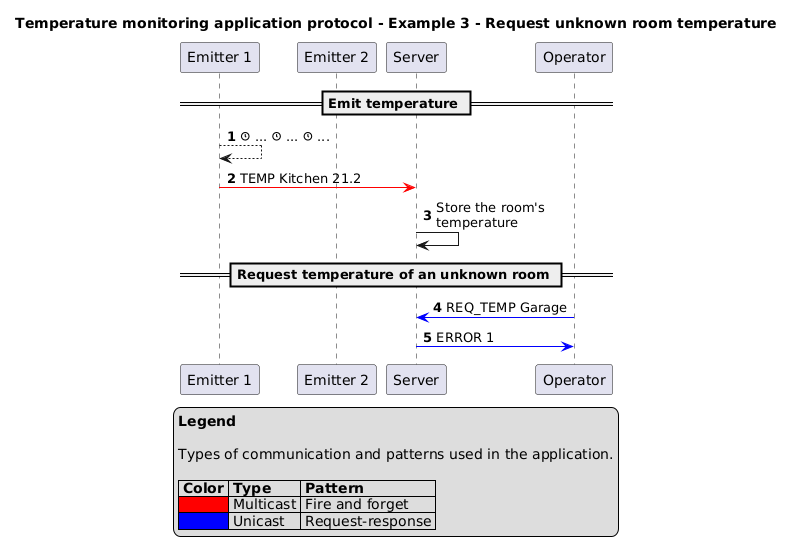 Temperature monitoring application protocol - Example 3 - Request unknown room temperature
Emitter 1 Emitter 2 Server Operator
Emit temperature
1 ... ... ...
2 TEMP Kitchen 21.2
3 Store the room's
temperature
Request temperature of an unknown room
4 REQ_TEMP Garage
5 ERROR 1
Emitter 1 Emitter 2 Server Operator
Legend
Types of communication and patterns used in the application.
Color Type Pattern
Multicast Fire and forget
Unicast Request-response